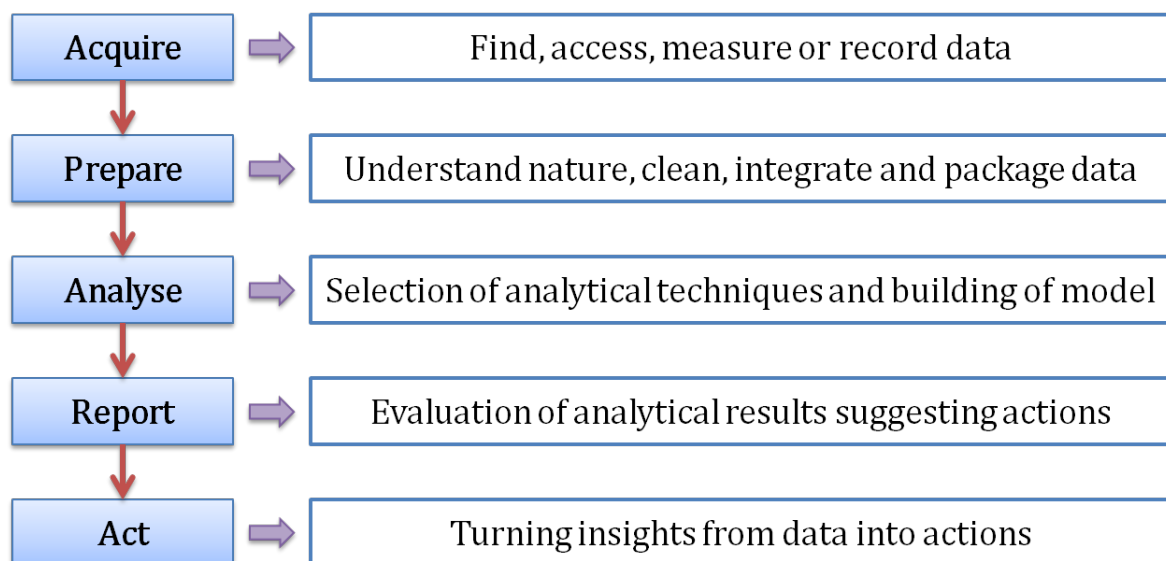 Acquire
Find, access, measure or record data
Prepare
Understand nature, clean, integrate and package data
Analyse
Selection of analytical techniques and building of model
Report
Evaluation of analytical results suggesting actions
Act
Turning insights from data into actions